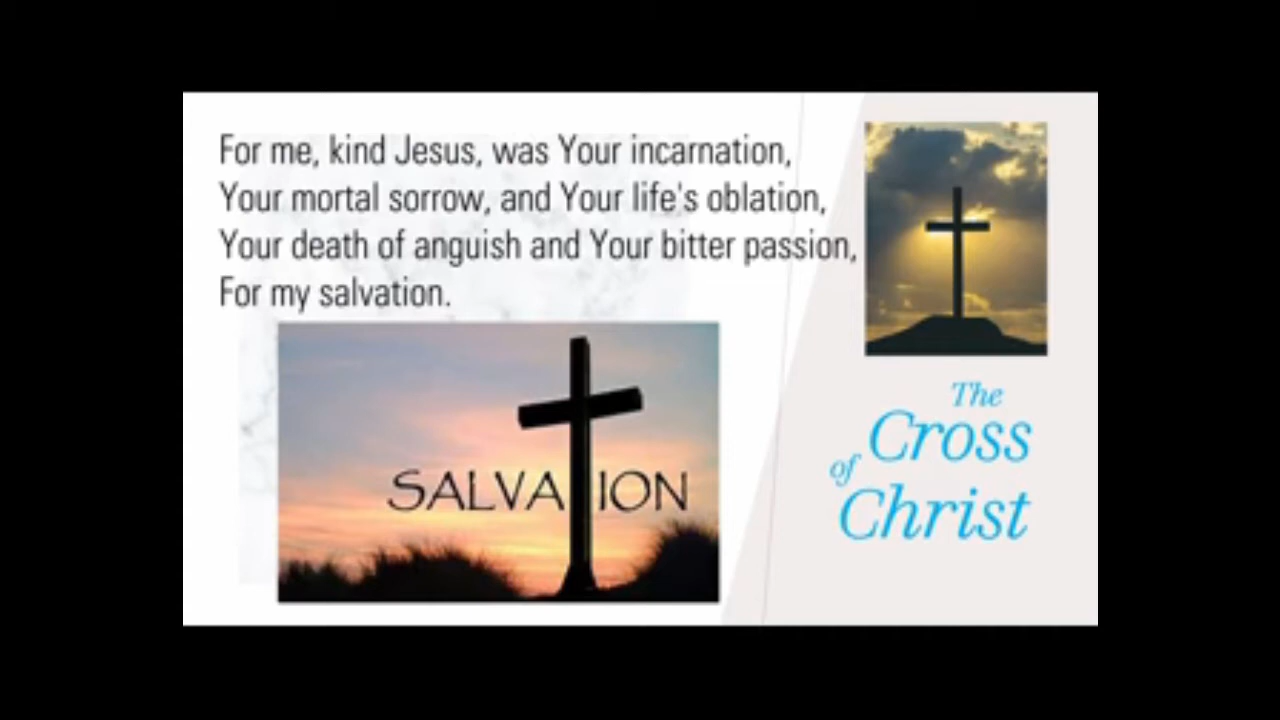 For me, kind Jesus, was Your incarnation,
Your mortal sorrow, and Your life's oblation,
Your death of anguish and Your bitter passion,
For my salvation.
SALVATION
The
Cross
of
Christ